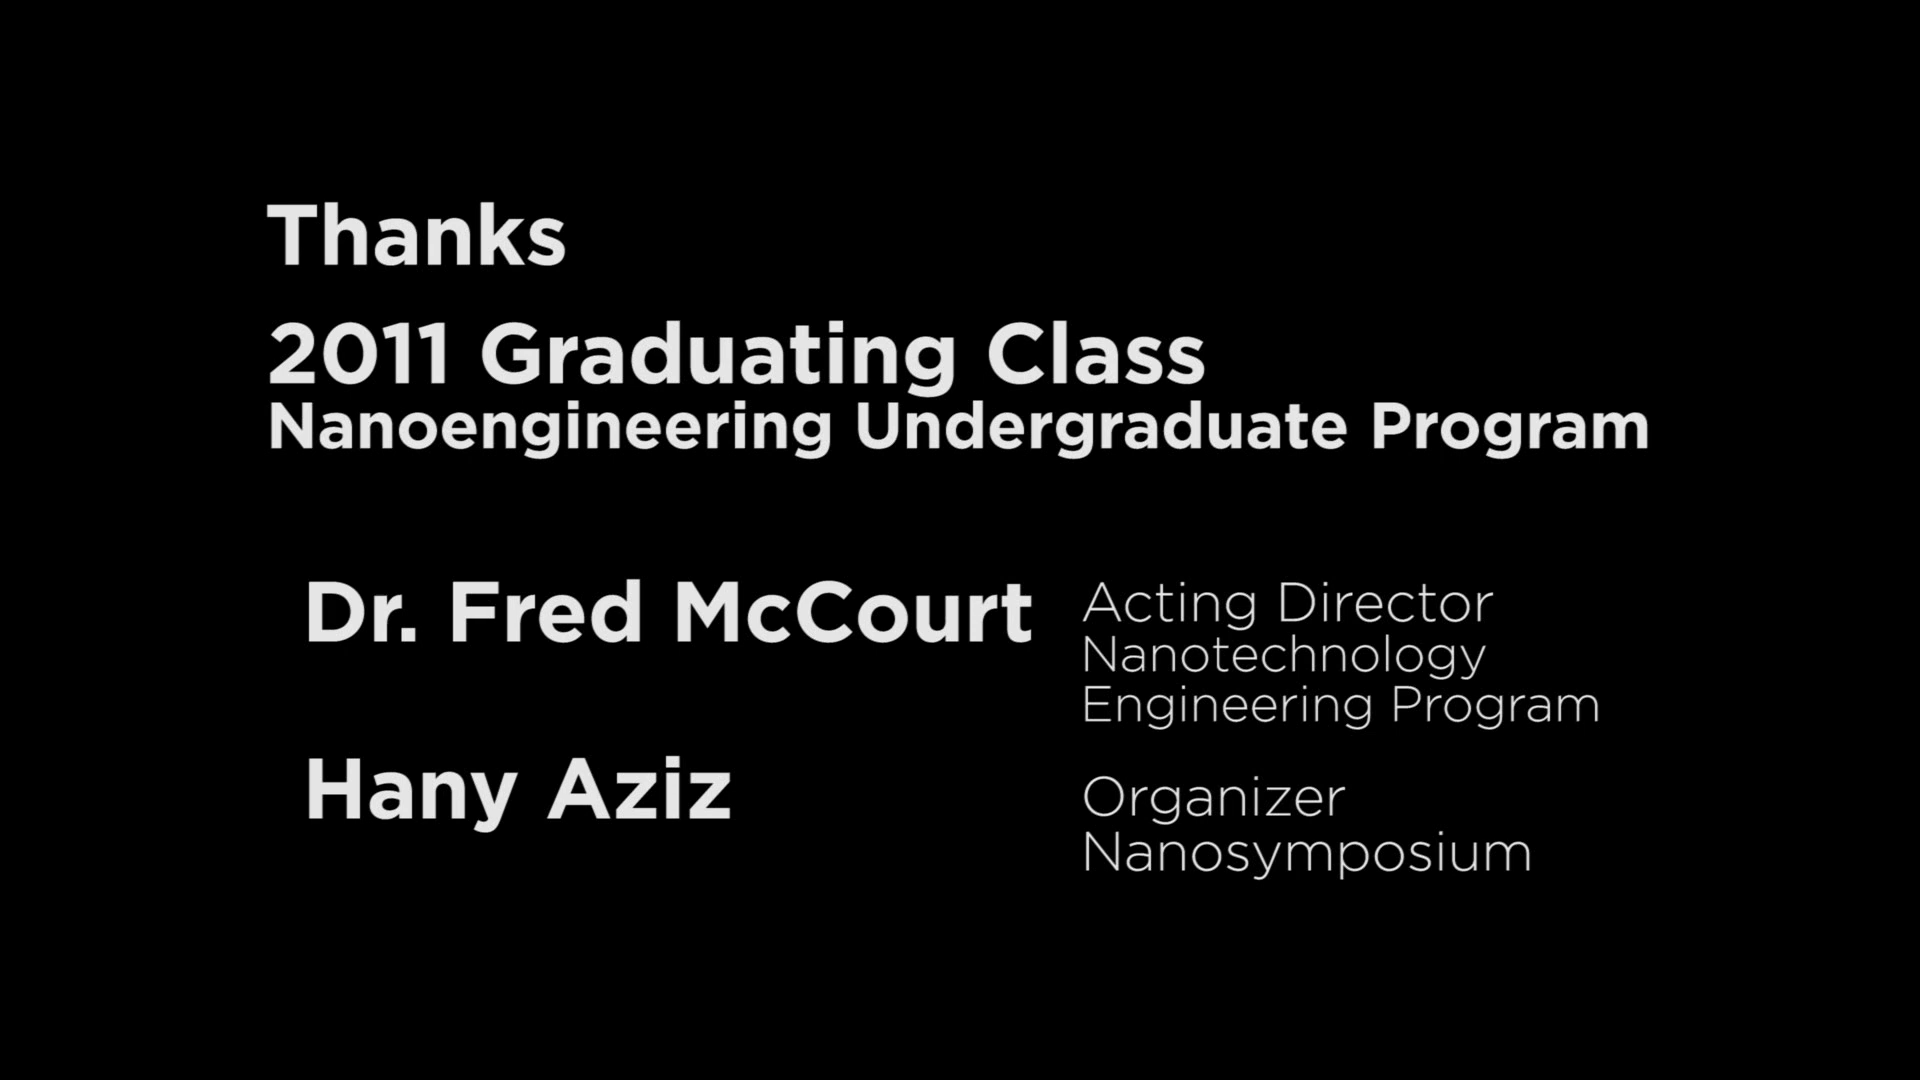 Thanks
2011 Graduating Class
Nanoengineering Undergraduate Program
Dr. Fred McCourt
Acting Director
Nanotechnology
Engineering Program
Hany Aziz
Organizer
Nanosymposium